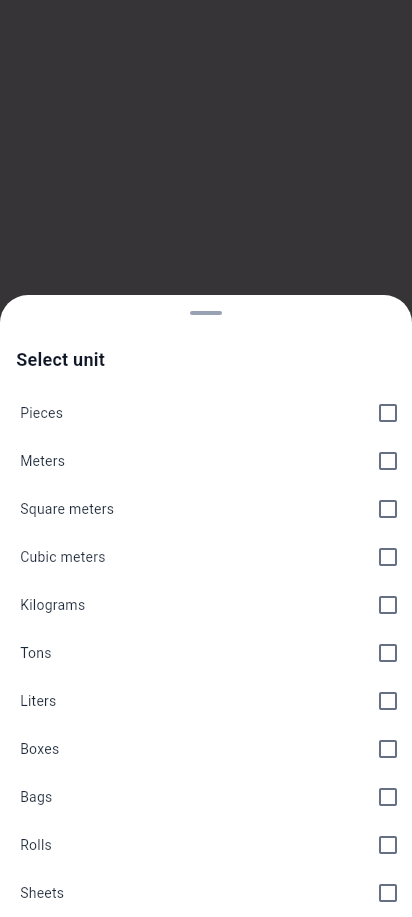 Select unit
Pieces
Meters
Square meters
Cubic meters
Kilograms
Tons
Liters
Boxes
Bags
Rolls
Sheets